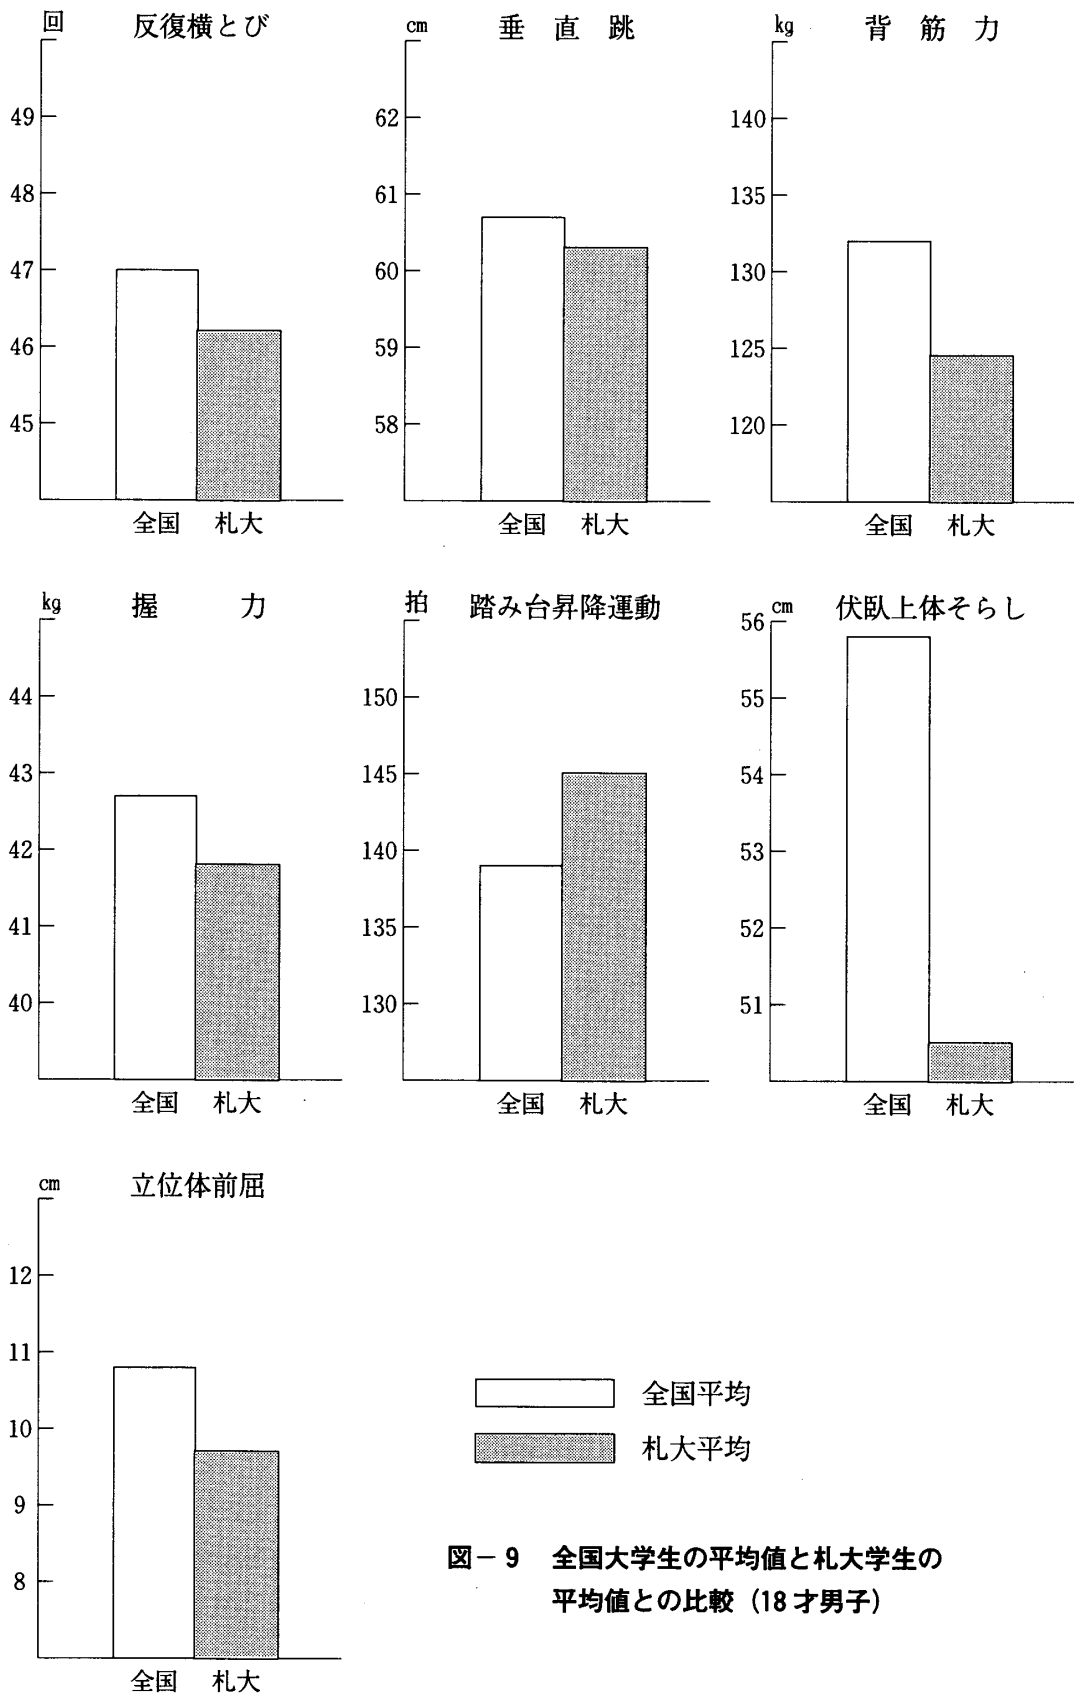 回 反復横とび
49
48
47
46
45
全国 札大
cm 垂直跳
62
61
60
59
58
全国 札大
kg 背筋力
140
135
130
125
120
全国 札大
kg 握力
44
43
42
41
40
全国 札大
拍 踏み台昇降運動
150
145
140
135
130
全国 札大
cm 伏臥上体そらし
56
55
54
53
52
51
全国 札大
cm 立位体前屈
12
11
10
9
8
全国 札大
全国平均
札大平均
図－9 全国大学生の平均値と札大学生の
平均値との比較（18才男子）